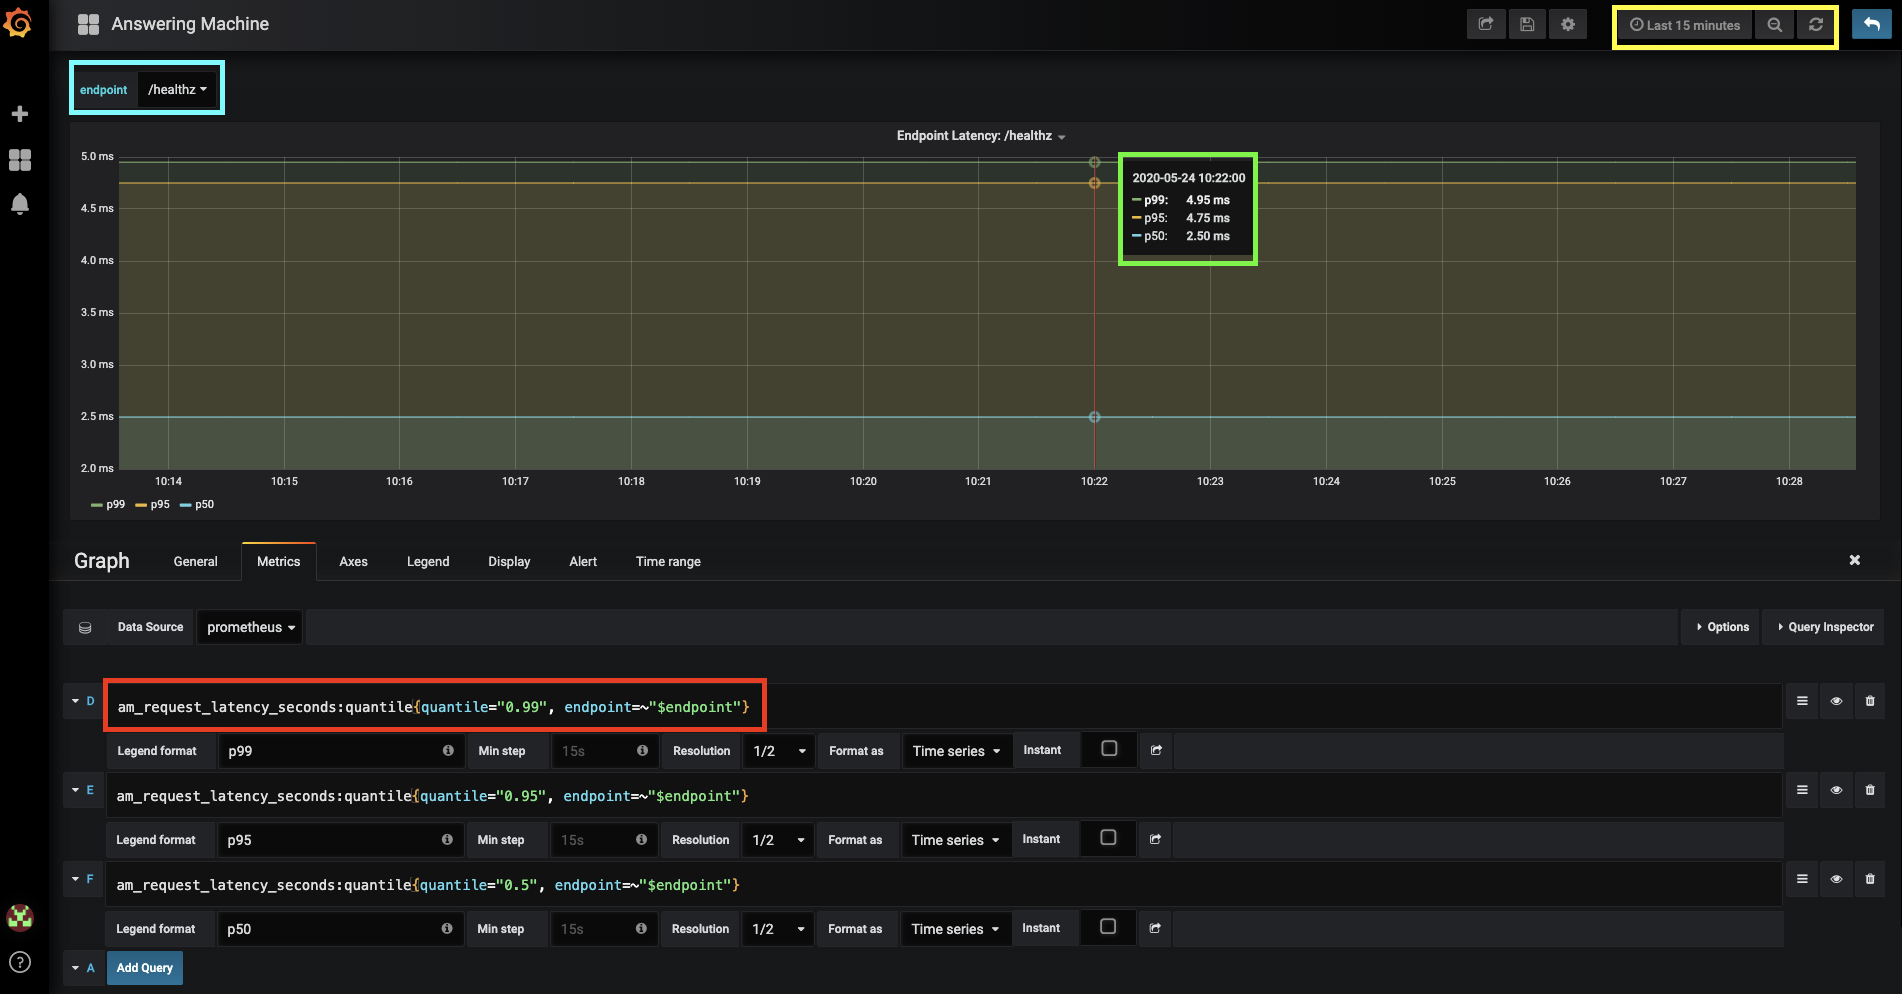 Answering Machine
Last 15 minutes
endpoint /healthz
Endpoint Latency: /healthz
5.0 ms
4.5 ms
4.0 ms
3.5 ms
3.0 ms
2.5 ms
2.0 ms
2020-05-24 10:22:00
p99: 4.95 ms
p95: 4.75 ms
p50: 2.50 ms
10:14 10:15 10:16 10:17 10:18 10:19 10:20 10:21 10:22 10:23 10:24 10:25 10:26 10:27 10:28
p99 p95 p50
Graph General Metrics Axes Legend Display Alert Time range
Data Source prometheus Options Query Inspector
D am_request_latency_seconds:quantile{quantile="0.99", endpoint=~"$endpoint"}
Legend format p99 Min step 15s Resolution 1/2 Format as Time series Instant
E am_request_latency_seconds:quantile{quantile="0.95", endpoint=~"$endpoint"}
Legend format p95 Min step 15s Resolution 1/2 Format as Time series Instant
F am_request_latency_seconds:quantile{quantile="0.5", endpoint=~"$endpoint"}
Legend format p50 Min step 15s Resolution 1/2 Format as Time series Instant
A Add Query